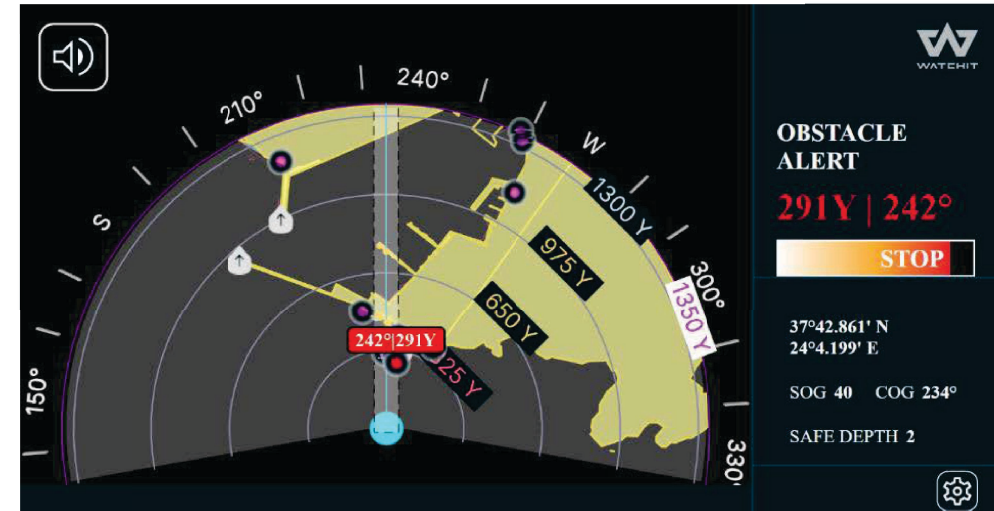 210°
240°
S
W
1300 Y
975 Y
300°
1350 Y
650 Y
242°|291Y
25 Y
150°
330°
WATCHIT
OBSTACLE
ALERT
291Y | 242°
STOP
37°42.861' N
24°4.199' E
SOG 40 COG 234°
SAFE DEPTH 2